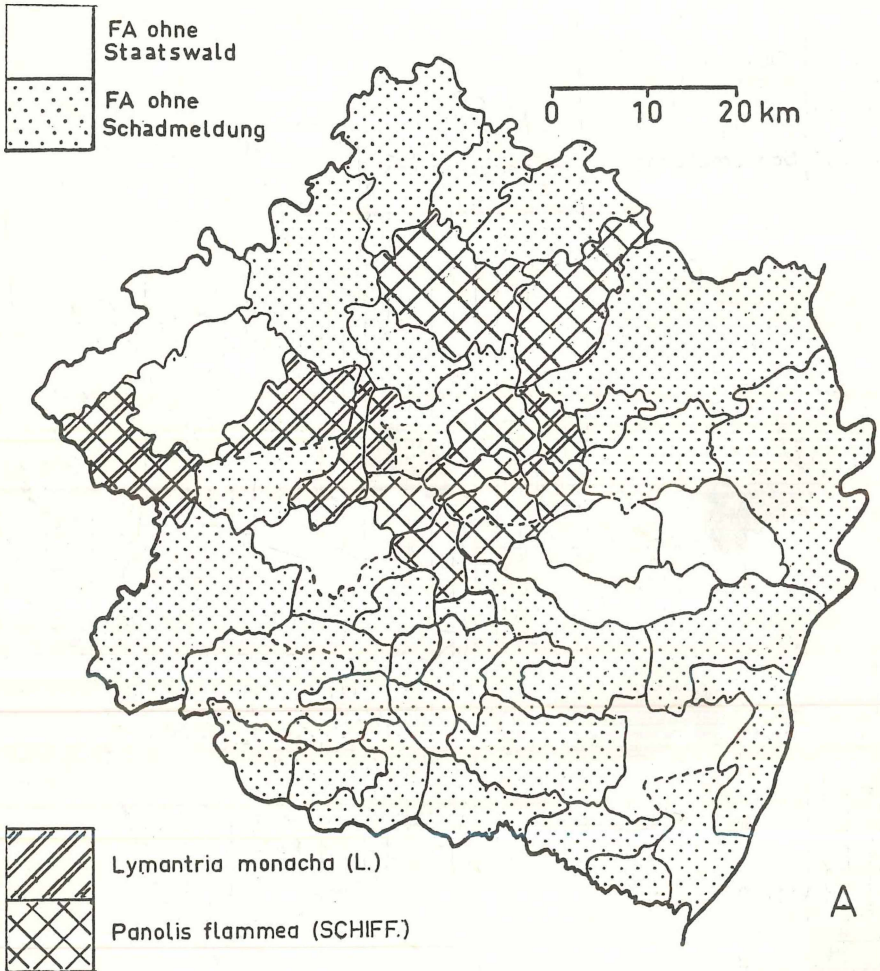 FA ohne
Staatswald
FA ohne
Schadmeldung
0 10 20 km
Lymantria monacha (L.)
Panolis flammea (SCHIFF.)
A